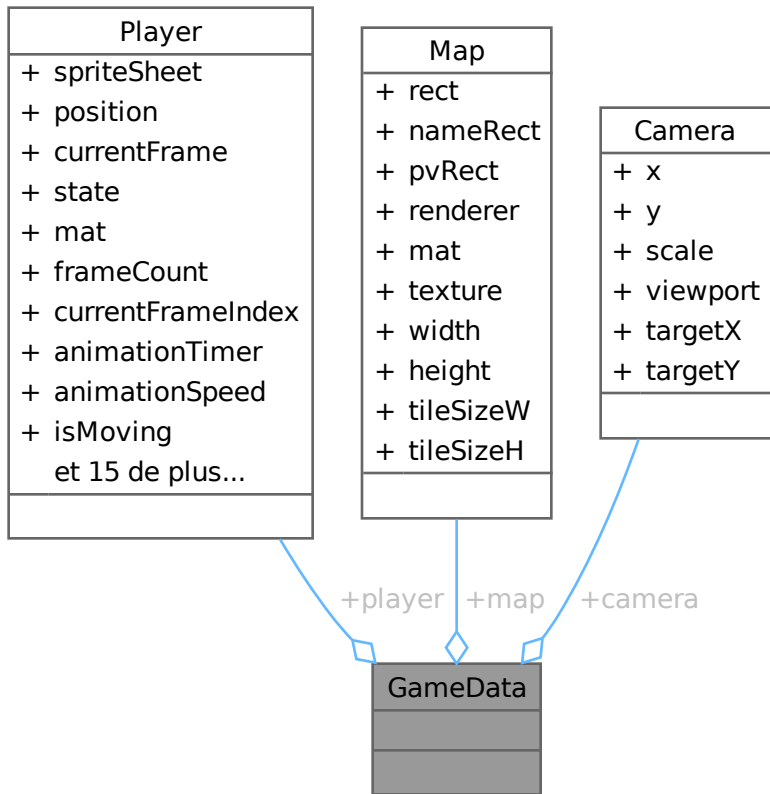 Player
+ spriteSheet
+ position
+ currentFrame
+ state
+ mat
+ frameCount
+ currentFrameIndex
+ animationTimer
+ animationSpeed
+ isMoving
et 15 de plus...
Map
+ rect
+ nameRect
+ pvRect
+ renderer
+ mat
+ texture
+ width
+ height
+ tileSizeW
+ tileSizeH
Camera
+ x
+ y
+ scale
+ viewport
+ targetX
+ targetY
+player
+map
+camera
GameData